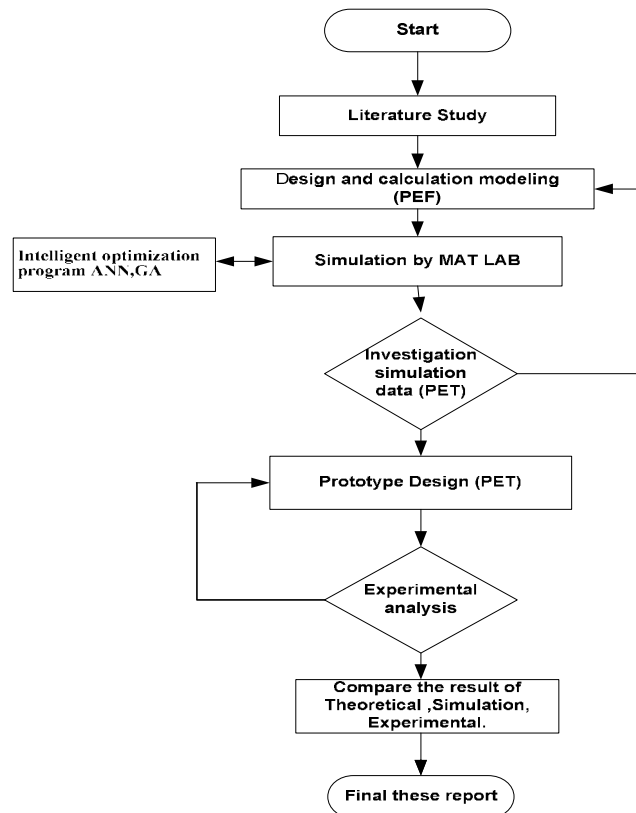 Start
Literature Study
Design and calculation modeling
(PEF)
Intelligent optimization
program ANN,GA
Simulation by MAT LAB
Investigation
simulation
data (PET)
Prototype Design (PET)
Experimental
analysis
Compare the result of
Theoretical ,Simulation,
Experimental.
Final these report